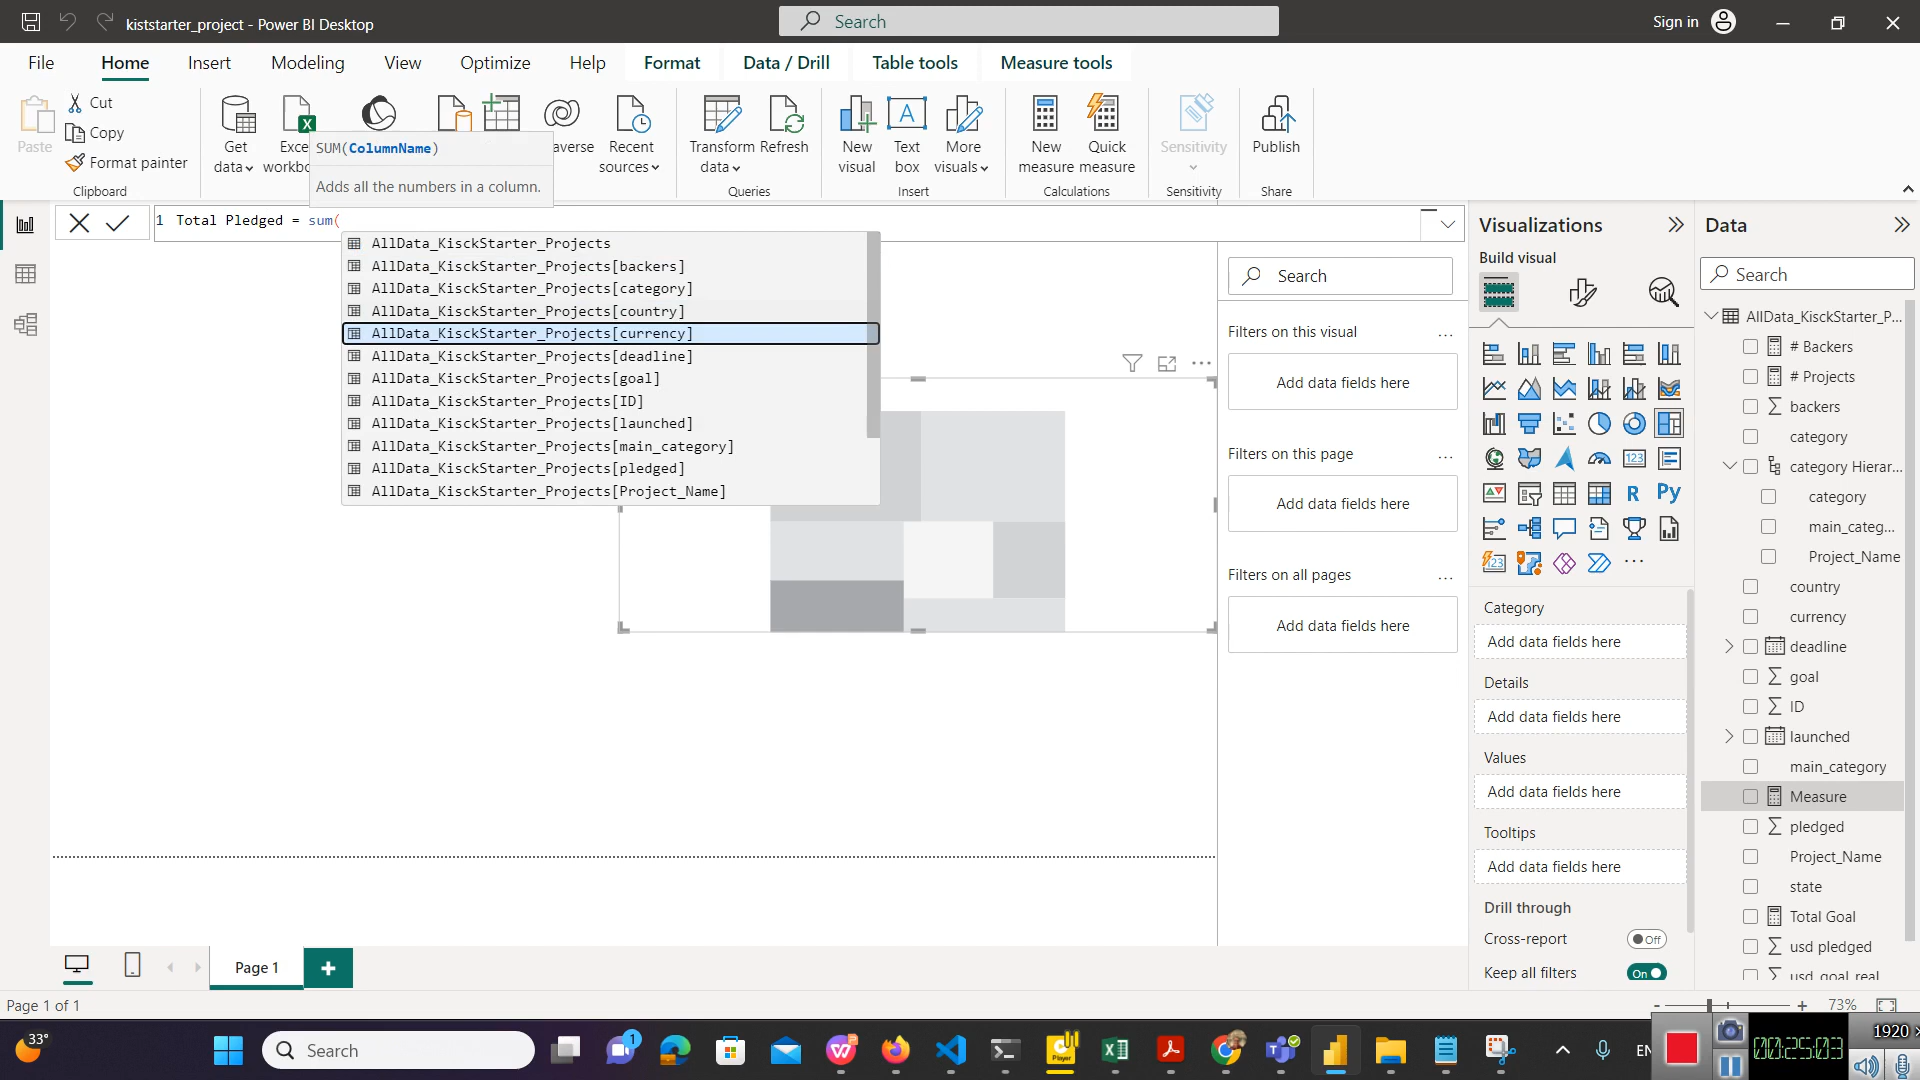 kiststarter_project - Power BI Desktop
Search
Sign in
File
Home
Insert
Modeling
View
Optimize
Help
Format
Data / Drill
Table tools
Measure tools
Paste
Cut
Copy
Format painter
Clipboard
Get
data
Exce
workbo
SUM(ColumnName)
Adds all the numbers in a column.
averse
Recent
sources
Transform
data
Refresh
Queries
New
visual
Text
box
More
visuals
Insert
New
measure
Quick
measure
Calculations
Sensitivity
Sensitivity
Publish
Share
1 Total Pledged = sum(
AllData_KisckStarter_Projects
AllData_KisckStarter_Projects[backers]
AllData_KisckStarter_Projects[category]
AllData_KisckStarter_Projects[country]
AllData_KisckStarter_Projects[currency]
AllData_KisckStarter_Projects[deadline]
AllData_KisckStarter_Projects[goal]
AllData_KisckStarter_Projects[ID]
AllData_KisckStarter_Projects[launched]
AllData_KisckStarter_Projects[main_category]
AllData_KisckStarter_Projects[pledged]
AllData_KisckStarter_Projects[Project_Name]
Search
Filters on this visual
Add data fields here
Filters on this page
Add data fields here
Filters on all pages
Add data fields here
Visualizations
Build visual
Category
Add data fields here
Details
Add data fields here
Values
Add data fields here
Tooltips
Add data fields here
Drill through
Cross-report
Off
Keep all filters
On
Data
Search
AllData_KisckStarter_P...
# Backers
# Projects
backers
category
category Hierar...
category
main_categ...
Project_Name
country
currency
deadline
goal
ID
launched
main_category
Measure
pledged
Project_Name
state
Total Goal
usd pledged
usd_goal_real
Page 1
Page 1 of 1
73%
33°
Search
1
Player
EN
00:25:03
1920